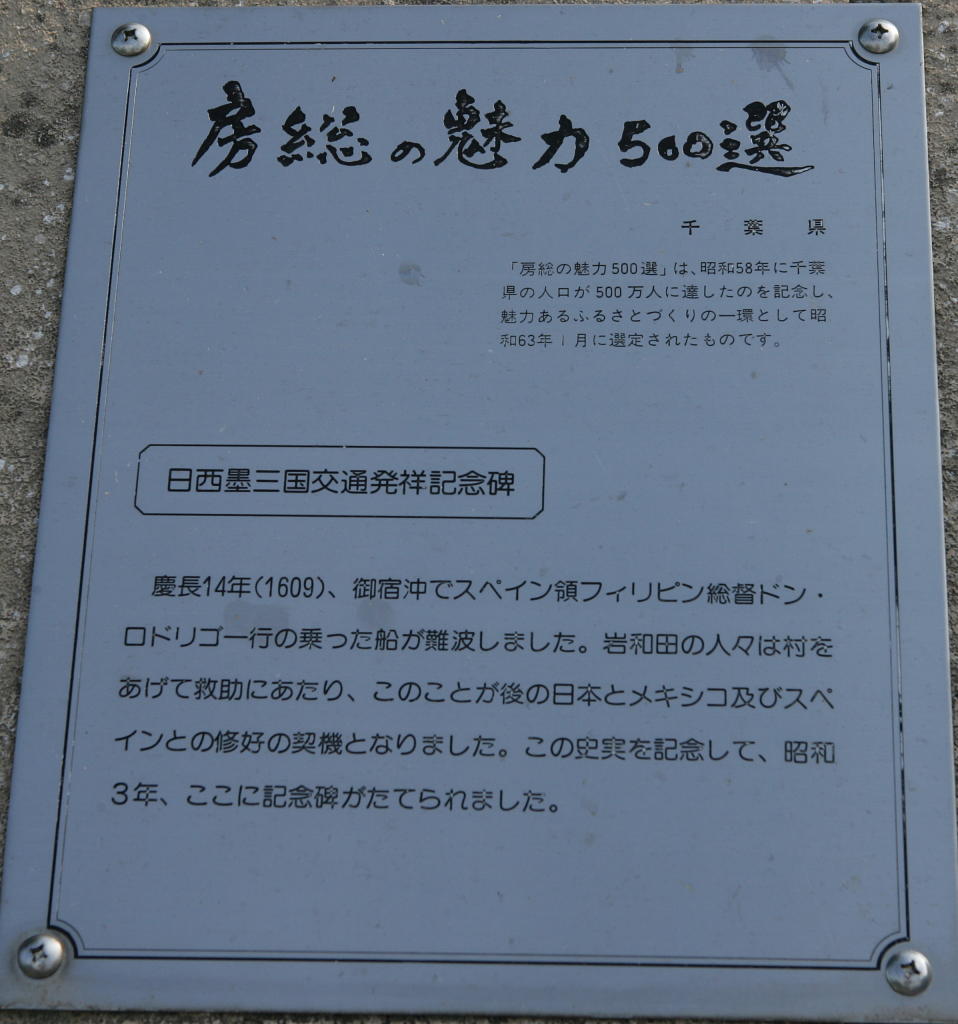 房総の魅力500選
千葉県
「房総の魅力500選」は、昭和58年に千葉
県の人口が500万人に達したのを記念し、
魅力あるふるさとづくりの一環として昭
和63年1月に選定されたものです。
日西墨三国交通発祥記念碑
慶長14年(1609)、御宿沖でスペイン領フィリピン総督ドン・
ロドリゴ一行の乗った船が難波しました。岩和田の人々は村を
あげて救助にあたり、このことが後の日本とメキシコ及びスペ
インとの修好の契機となりました。この史実を記念して、昭和
3年、ここに記念碑がたてられました。